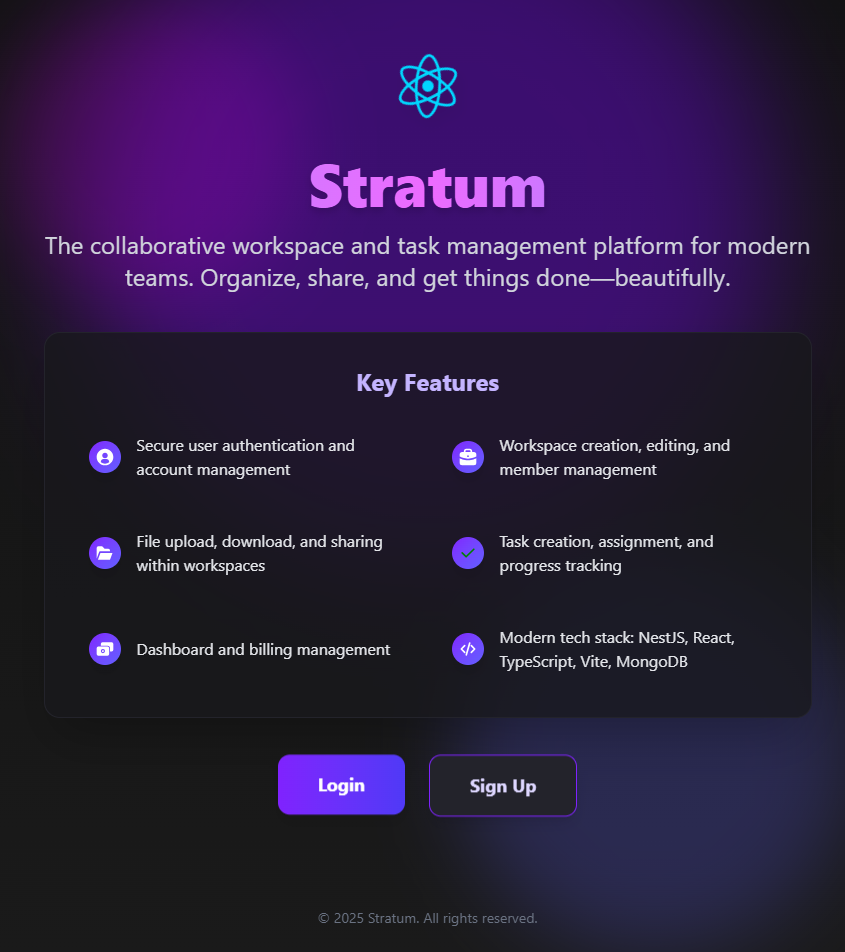 Stratum
The collaborative workspace and task management platform for modern
teams. Organize, share, and get things done—beautifully.
Key Features
Secure user authentication and
account management
Workspace creation, editing, and
member management
File upload, download, and sharing
within workspaces
Task creation, assignment, and
progress tracking
Dashboard and billing management
Modern tech stack: NestJS, React,
TypeScript, Vite, MongoDB
Login
Sign Up
© 2025 Stratum. All rights reserved.